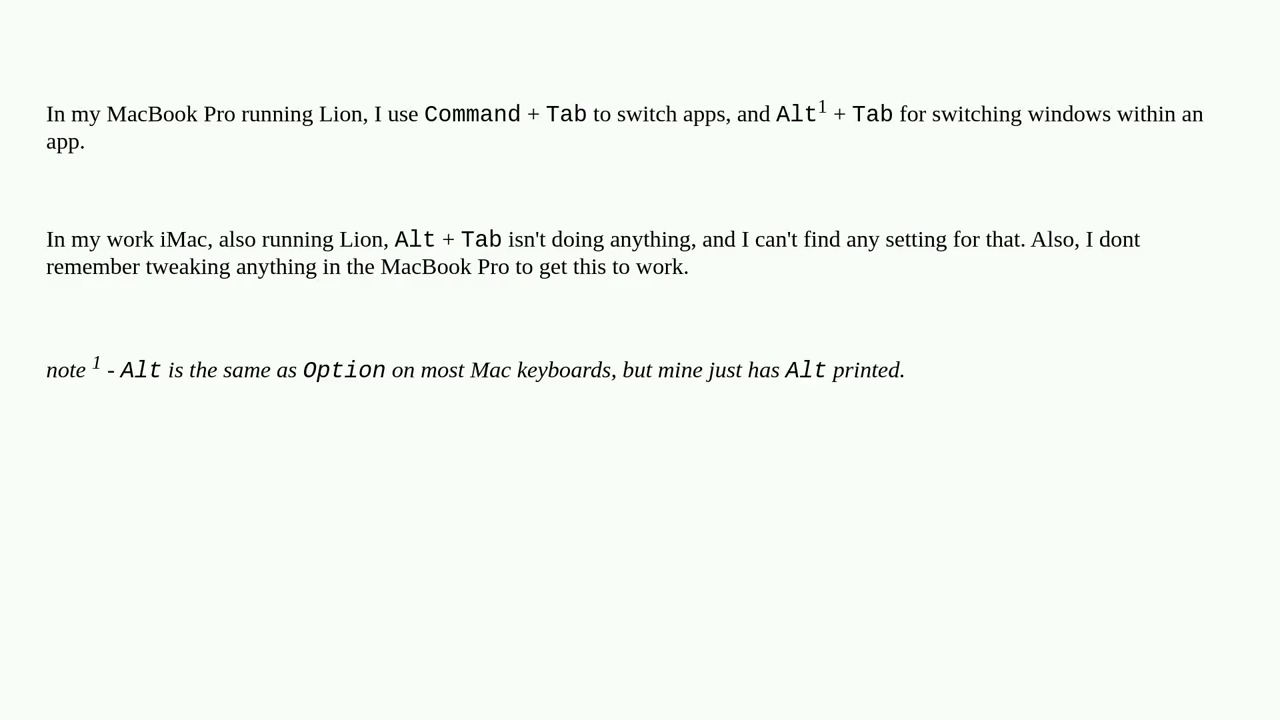 In my MacBook Pro running Lion, I use Command + Tab to switch apps, and Alt1 + Tab for switching windows within an
app.
In my work iMac, also running Lion, Alt + Tab isn't doing anything, and I can't find any setting for that. Also, I dont
remember tweaking anything in the MacBook Pro to get this to work.
note 1 - Alt is the same as Option on most Mac keyboards, but mine just has Alt printed.